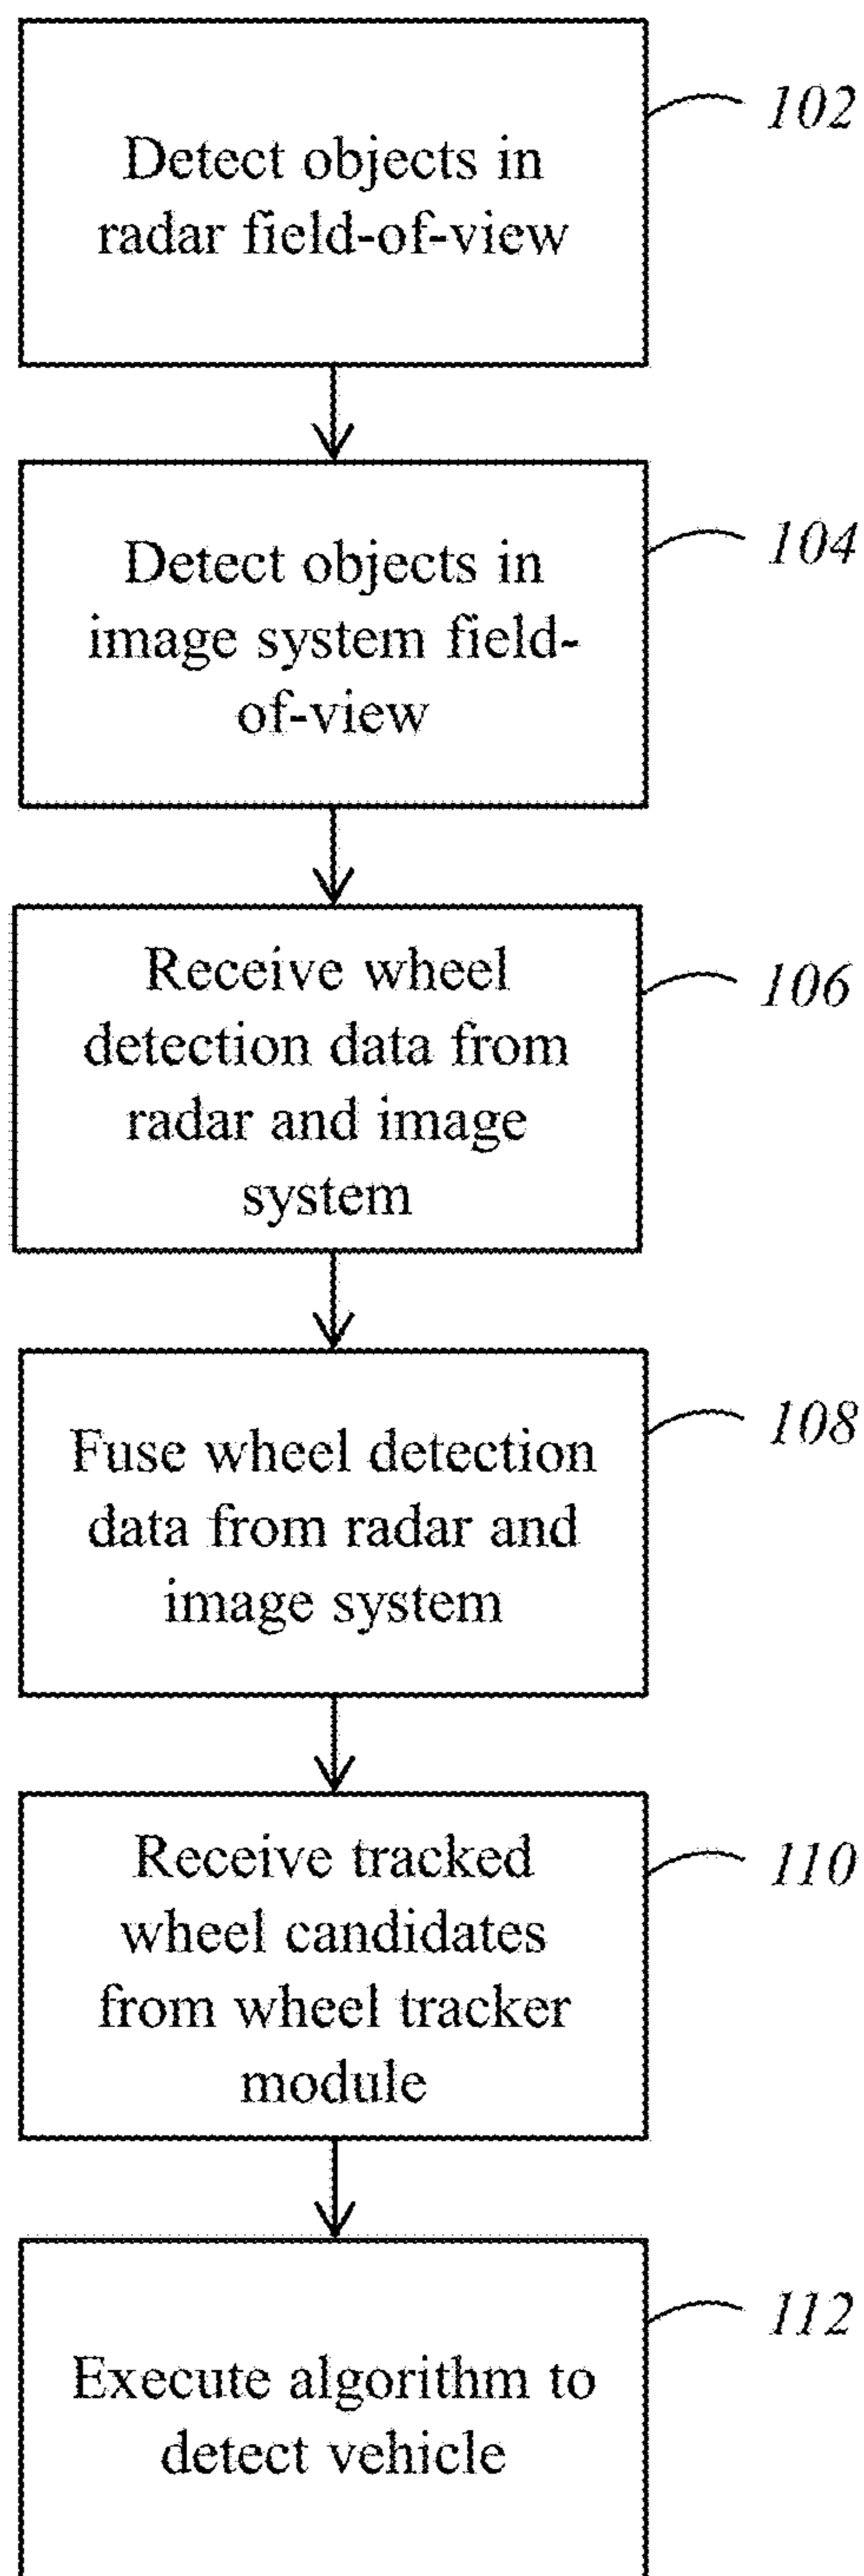 Detect objects in
radar field-of-view
102
Detect objects in
image system field-
of-view
104
Receive wheel
detection data from
radar and image
system
106
Fuse wheel detection
data from radar and
image system
108
Receive tracked
wheel candidates
from wheel tracker
module
110
Execute algorithm to
detect vehicle
112